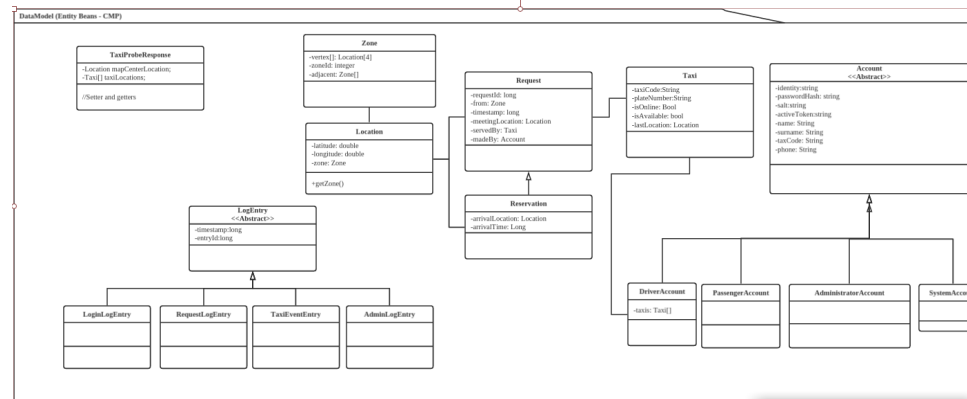 DataModel (Entity Beans - CMP)
TaxiProbeResponse
-Location mapCenterLocation;
-Taxi[] taxiLocations;
//Setter and getters
Zone
-vertex[]: Location[4]
-zoneId: integer
-adjacent: Zone[]
Location
-latitude: double
-longitude: double
-zone: Zone
+getZone()
Request
-requestId: long
-from: Zone
-timestamp: long
-meetingLocation: Location
-servedBy: Taxi
-madeBy: Account
Reservation
-arrivalLocation: Location
-arrivalTime: Long
Taxi
-taxiCode:String
-plateNumber:String
-isOnline: Bool
-isAvailable: bool
-lastLocation: Location
Account
<<Abstract>>
-identity:string
-passwordHash: string
-salt:string
-activeToken:string
-name: String
-surname: String
-taxCode: String
-phone: String
LogEntry
<<Abstract>>
-timestamp:long
-entryId:long
LoginLogEntry
RequestLogEntry
TaxiEventEntry
AdminLogEntry
DriverAccount
-taxis: Taxi[]
PassengerAccount
AdministratorAccount
SystemAccou